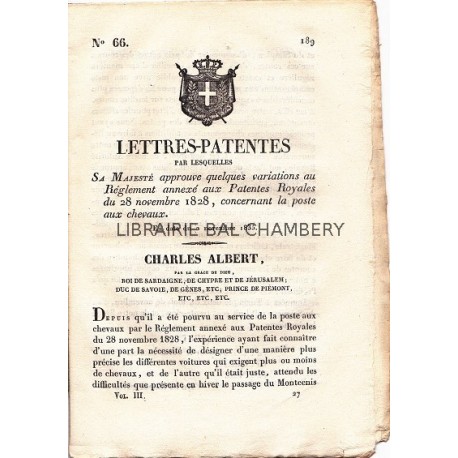 N.º 66. 189
LETTRES-PATENTES
PAR LESQUELLES
SA MAJESTÉ approuve quelques variations au
Réglement annexé aux Patentes Royales
du 28 novembre 1828, concernant la poste
aux chevaux.
novembre
LIBRAIRIE BAL CHAMBERY
CHARLES ALBERT,
PAR LA GRACE DE DIEU,
ROI DE SARDAIGNE, DE CHYPRE ET DE JÉRUSALEM;
DUC DE SAVOIE, DE GÊNES, ETC, PRINCE DE PIÉMONT,
ETC, ETC, ETC.
DEPUIS qu'il a été pourvu au service de la poste aux
chevaux par le Réglement annexé aux Patentes Royales
du 28 novembre 1828, l'expérience ayant fait connaître
d'une part la nécessité de désigner d'une manière plus
précise les différentes voitures qui exigent plus ou moins
de chevaux, et de l'autre qu'il était juste, attendu les
difficultés que présente en hiver le passage du Montcenis
Vol. III. 27